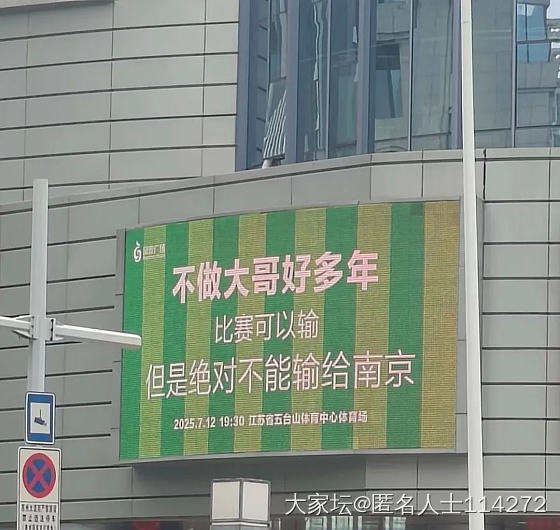 不做大哥好多年
比赛可以输
但是绝对不能输给南京
2025.7.12 19:30 江苏省五台山体育中心体育场
大家坛@匿名人士114272